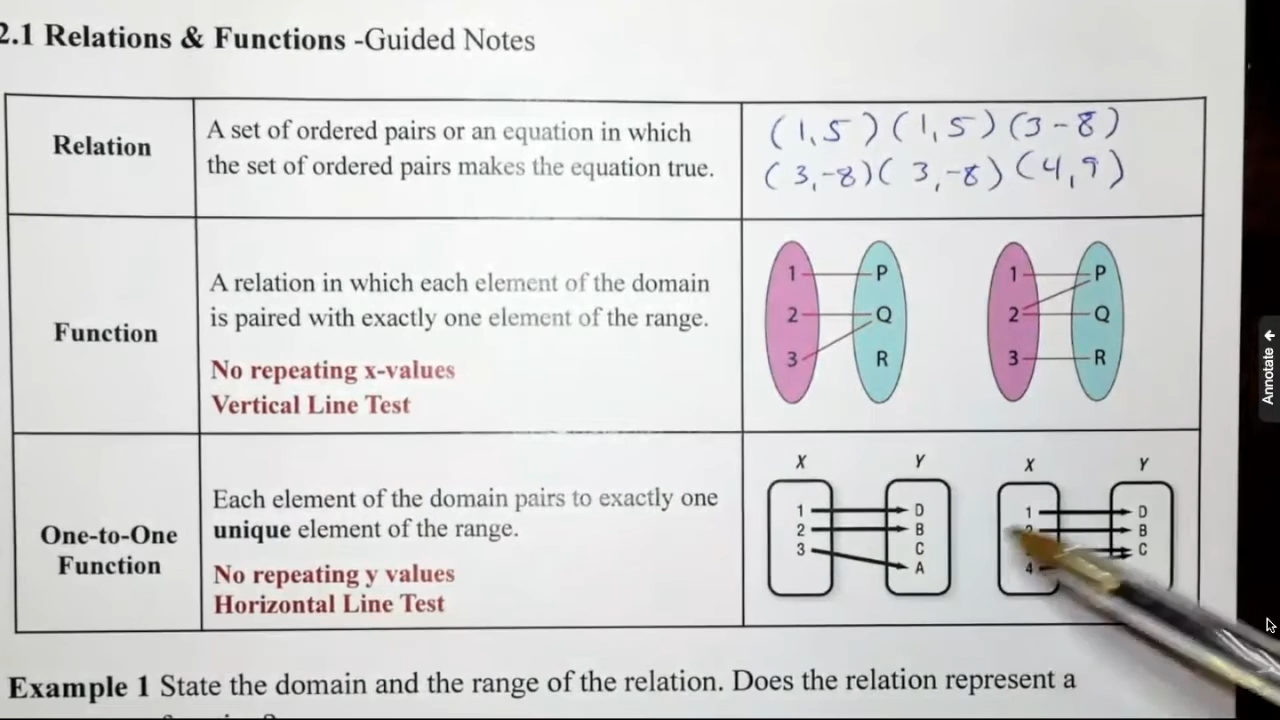 2.1 Relations & Functions -Guided Notes
Relation
A set of ordered pairs or an equation in which
the set of ordered pairs makes the equation true.
(1,5) (1,5) (3-8)
(3,-8) (3,-8) (4,9)
Function
A relation in which each element of the domain
is paired with exactly one element of the range.
No repeating x-values
Vertical Line Test
1 P
2 Q
3 R
1 P
2 Q
3 R
One-to-One
Function
Each element of the domain pairs to exactly one
unique element of the range.
No repeating y values
Horizontal Line Test
X Y
1 D
2 B
3 C
A
X Y
1 D
B
C
4
Example 1 State the domain and the range of the relation. Does the relation represent a
Annotate